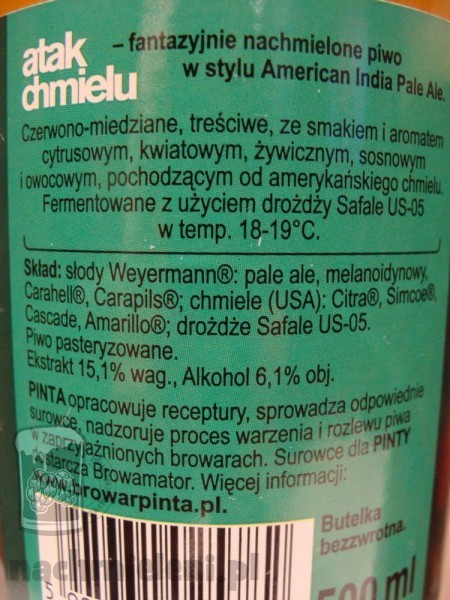 atak
chmielu
– fantazyjnie nachmielone piwo
w stylu American India Pale Ale.
Czerwono-miedziane, treściwe, ze smakiem i aromatem
cytrusowym, kwiatowym, żywicznym, sosnowym
i owocowym, pochodzącym od amerykańskiego chmielu.
Fermentowane z użyciem drożdży Safale US-05
w temp. 18-19°C.
Skład: słody Weyermann®: pale ale, melanoidynowy,
Carahell®, Carapils®; chmiele (USA): Citra®, Simcoe®,
Cascade, Amarillo®; drożdże Safale US-05.
Piwo pasteryzowane.
Ekstrakt 15,1% wag., Alkohol 6,1% obj.
PINTA opracowuje receptury, sprowadza odpowiednie
surowce, nadzoruje proces warzenia i rozlewu piwa
w zaprzyjaźnionych browarach. Surowce dla PINTY
dostarcza Browamator. Więcej informacji:
www.browarpinta.pl.
Butelka
bezzwrotna.
500 ml
nachmieleni.pl